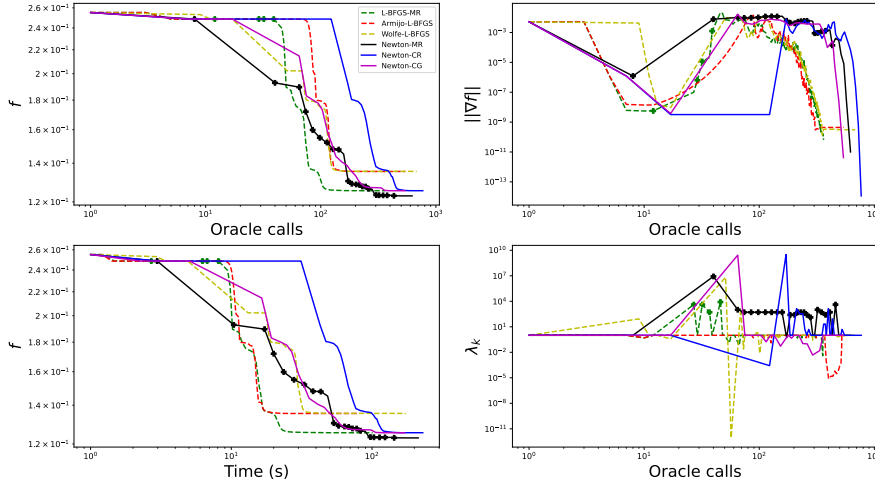 2.6 × 10⁻¹
2.4 × 10⁻¹
2.2 × 10⁻¹
2 × 10⁻¹
1.8 × 10⁻¹
1.6 × 10⁻¹
1.4 × 10⁻¹
1.2 × 10⁻¹
f
10⁰
10¹
10²
10³
Oracle calls
L-BFGS-MR
Armijo-L-BFGS
Wolfe-L-BFGS
Newton-MR
Newton-CR
Newton-CG
10⁻³
10⁻⁵
10⁻⁷
10⁻⁹
10⁻¹¹
10⁻¹³
||∇f||
10⁰
10¹
10²
10³
Oracle calls
2.6 × 10⁻¹
2.4 × 10⁻¹
2.2 × 10⁻¹
2 × 10⁻¹
1.8 × 10⁻¹
1.6 × 10⁻¹
1.4 × 10⁻¹
1.2 × 10⁻¹
f
10⁰
10¹
10²
Time (s)
10¹⁰
10⁷
10⁴
10¹
10⁻²
10⁻⁵
10⁻⁸
10⁻¹¹
λₖ
10⁰
10¹
10²
10³
Oracle calls